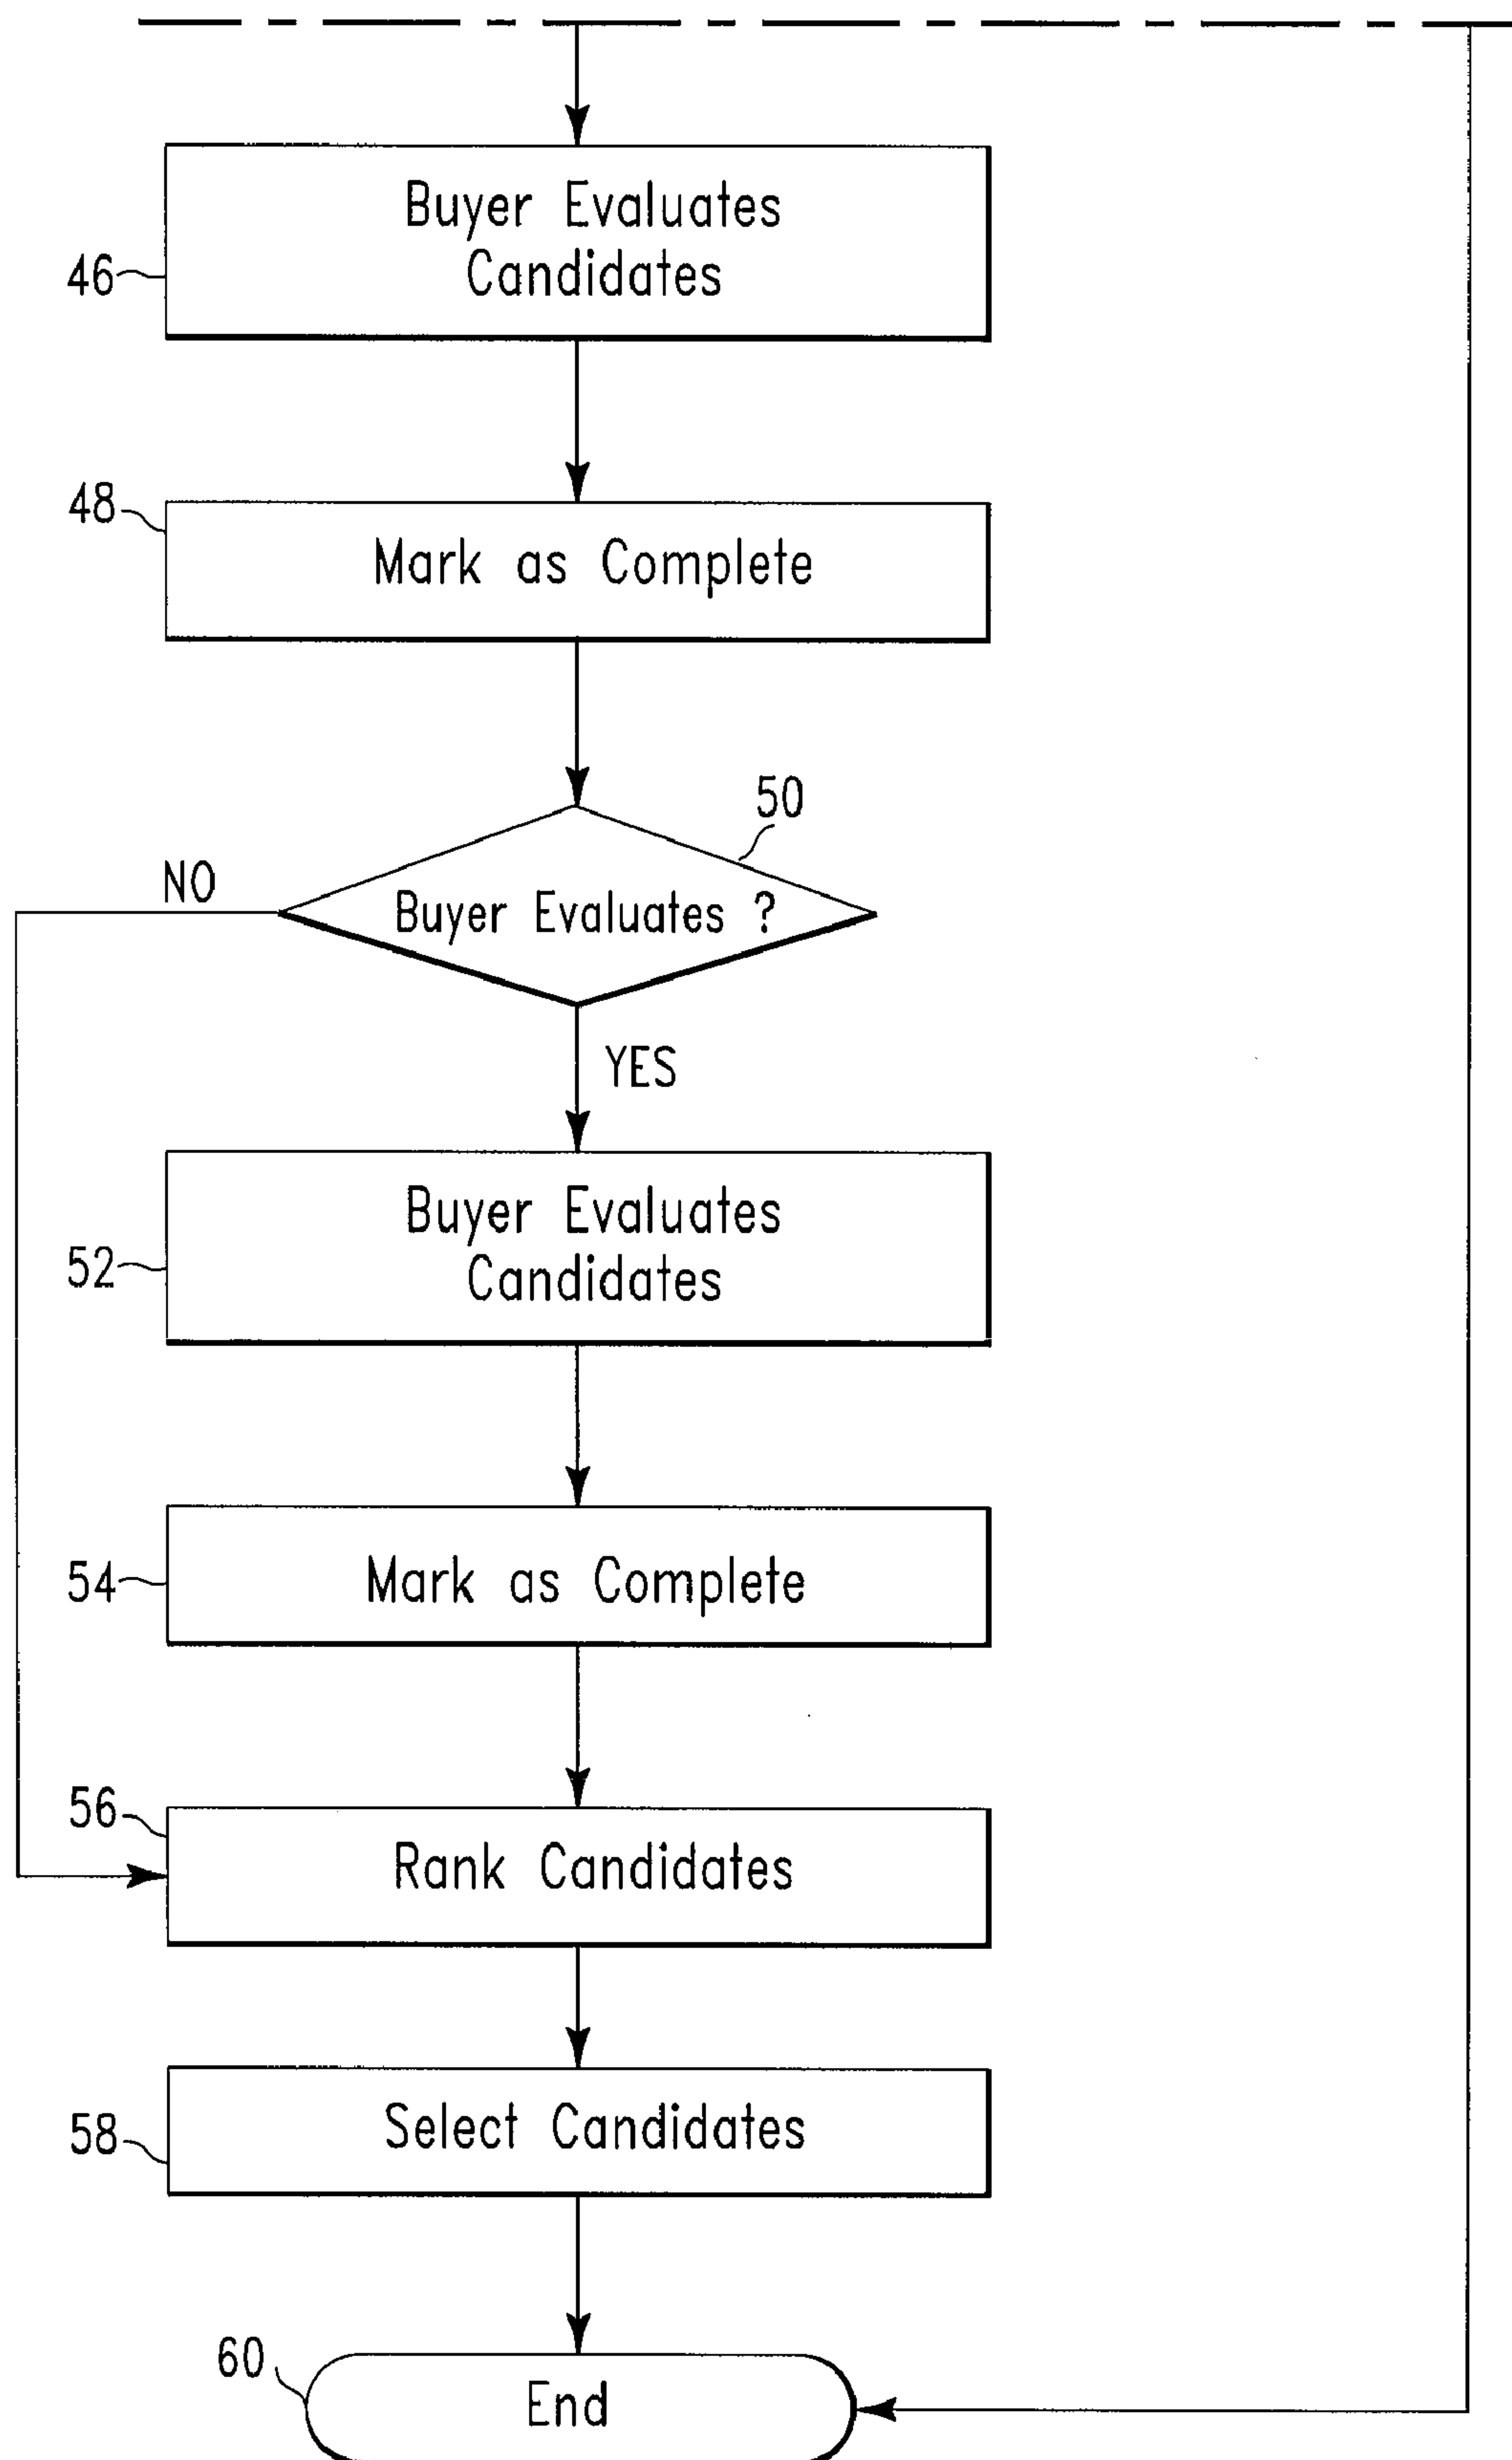 Buyer Evaluates
Candidates
46
48
Mark as Complete
50
NO
Buyer Evaluates ?
YES
Buyer Evaluates
Candidates
52
54
Mark as Complete
56
Rank Candidates
58
Select Candidates
60
End